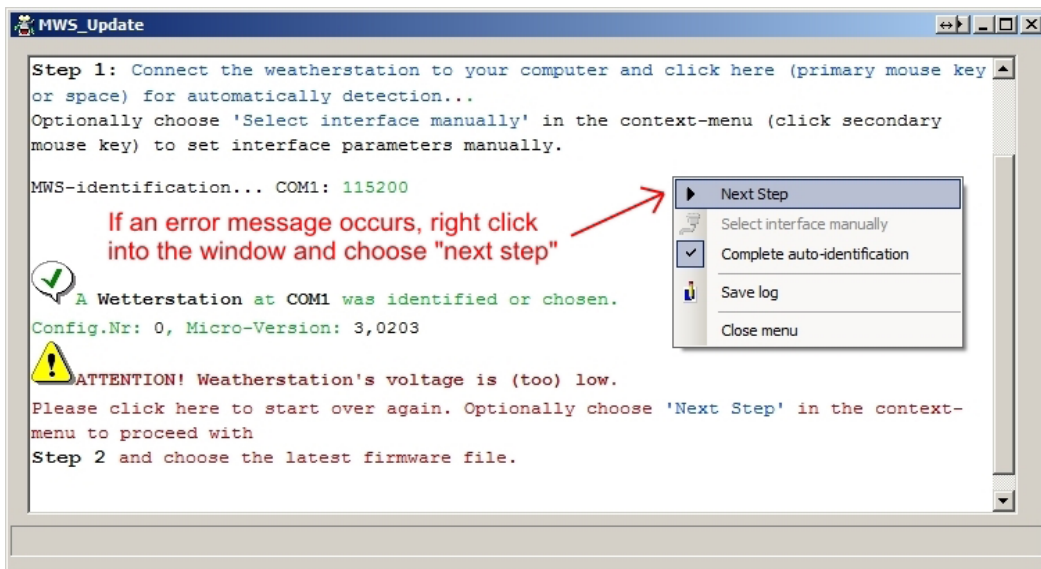 MWS_Update
Step 1: Connect the weatherstation to your computer and click here (primary mouse key
or space) for automatically detection...
Optionally choose 'Select interface manually' in the context-menu (click secondary
mouse key) to set interface parameters manually.
MWS-identification... COM1: 115200
If an error message occurs, right click
into the window and choose "next step"
Next Step
Select interface manually
Complete auto-identification
Save log
Close menu
A Wetterstation at COM1 was identified or chosen.
Config.Nr: 0, Micro-Version: 3,0203
ATTENTION! Weatherstation's voltage is (too) low.
Please click here to start over again. Optionally choose 'Next Step' in the context-
menu to proceed with
Step 2 and choose the latest firmware file.